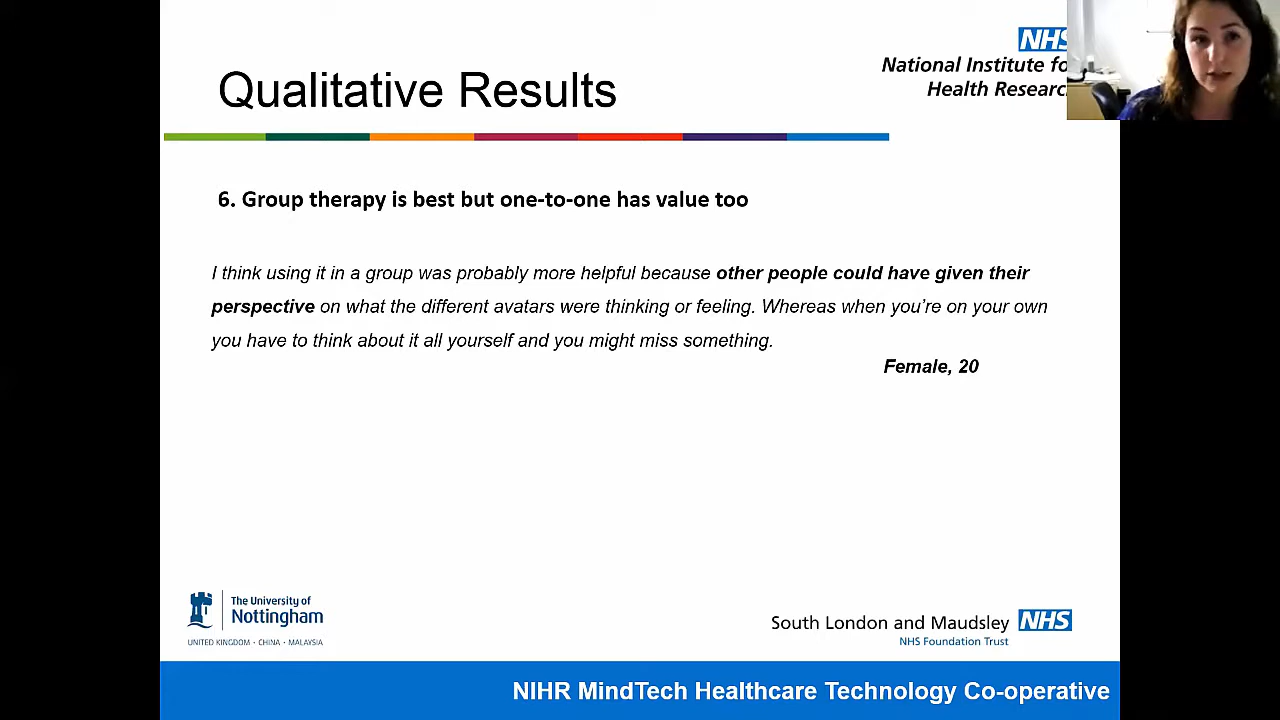 Qualitative Results
NHS
National Institute for
Health Research
6. Group therapy is best but one-to-one has value too
I think using it in a group was probably more helpful because other people could have given their
perspective on what the different avatars were thinking or feeling. Whereas when you’re on your own
you have to think about it all yourself and you might miss something.
Female, 20
The University of
Nottingham
UNITED KINGDOM · CHINA · MALAYSIA
South London and Maudsley NHS
NHS Foundation Trust
NIHR MindTech Healthcare Technology Co-operative